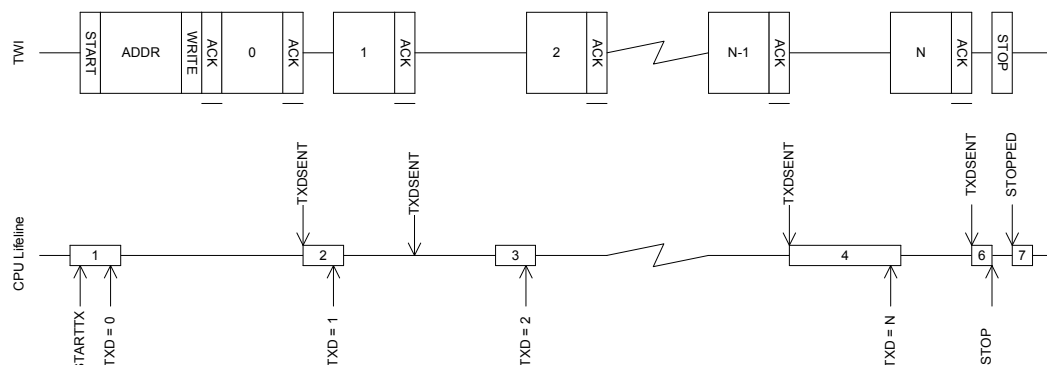 TWI
START ADDR WRITE ACK 0 ACK 1 ACK 2 ACK N-1 ACK N ACK STOP
TXDSENT TXDSENT TXDSENT TXDSENT STOPPED
CPU Lifeline
1 2 3 4 6 7
STARTTX TXD = 0 TXD = 1 TXD = 2 TXD = N STOP